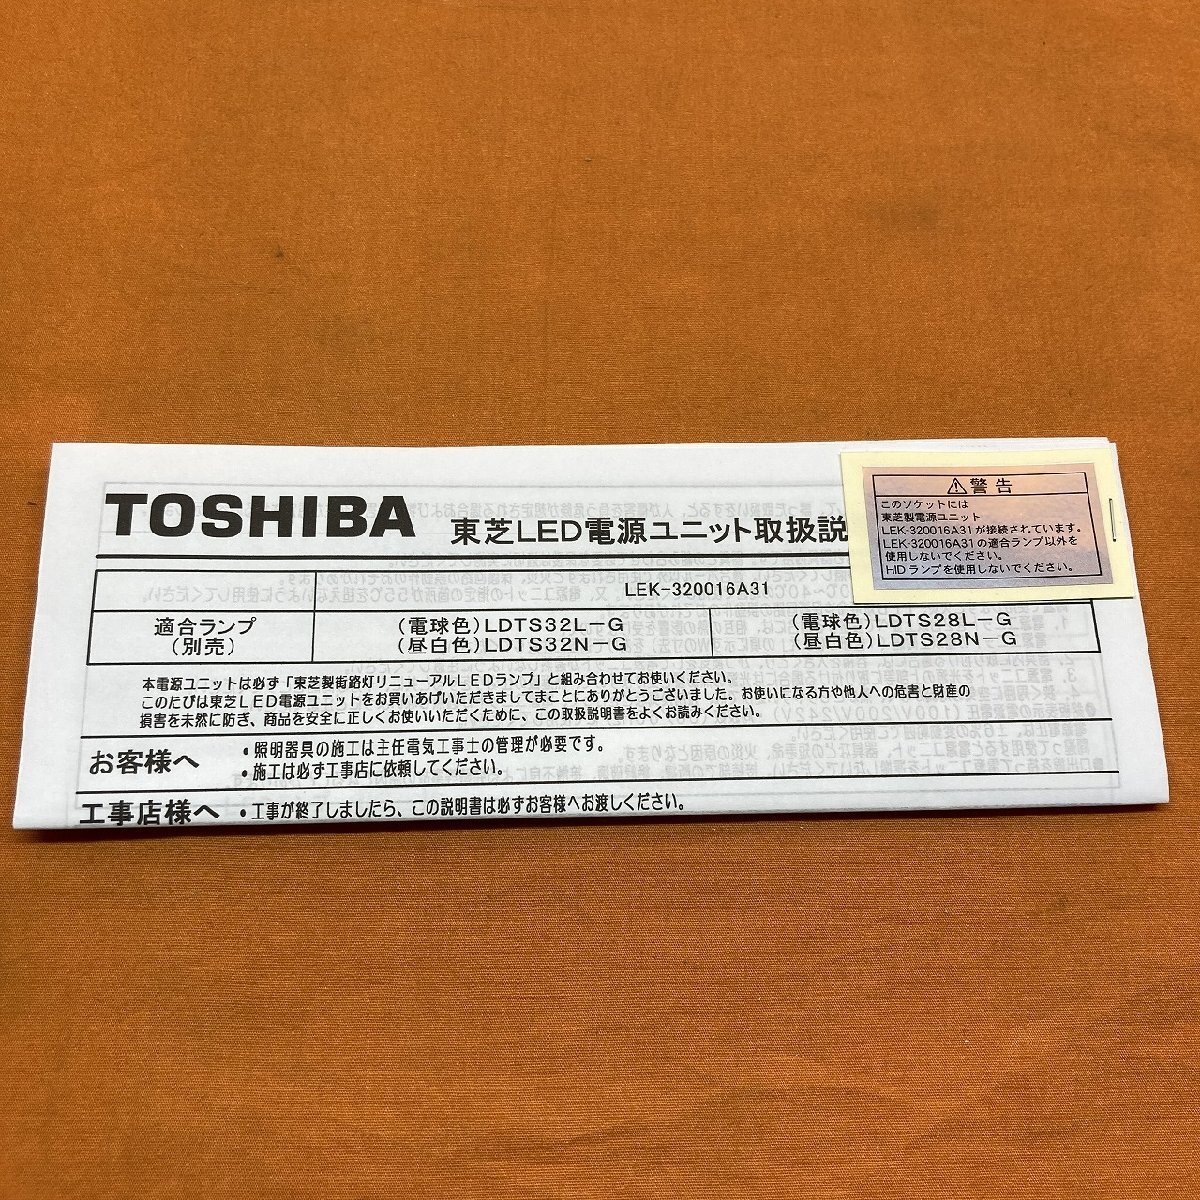 TOSHIBA 東芝LED電源ユニット取扱説
LEK-320016A31
適合ランプ
(別売)
(電球色)LDTS32L-G
(昼白色)LDTS32N-G
(電球色)LDTS28L-G
(昼白色)LDTS28N-G
本電源ユニットは必ず「東芝製街路灯リニューアルLEDランプ」と組み合わせてお使いください。
このたびは東芝LED電源ユニットをお買いあげいただきましてまことにありがとうございました。お使いになる方や他人への危害と財産の
損害を未然に防ぎ、商品を安全に正しくお使いいただくために、この取扱説明書をよくお読みください。
お客様へ
・照明器具の施工は主任電気工事士の管理が必要です。
・施工は必ず工事店に依頼してください。
工事店様へ ・工事が終了しましたら、この説明書は必ずお客様へお渡しください。
⚠警告
このソケットには
東芝製電源ユニット
LEK-320016A31が接続されています。
LEK-320016A31の適合ランプ以外を
使用しないでください。
HIDランプを使用しないでください。